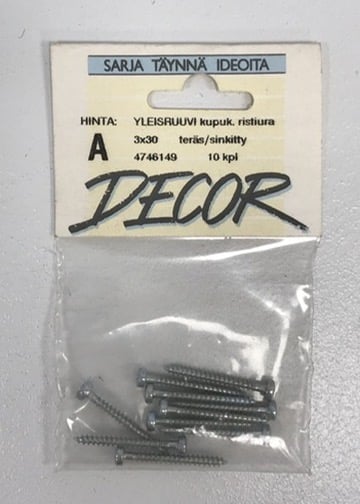 SARJA TÄYNNÄ IDEOITA
HINTA: YLEISRUUVI kupuk. ristiura
A 3x30 teräs/sinkitty
4746149 10 kpl
DECOR